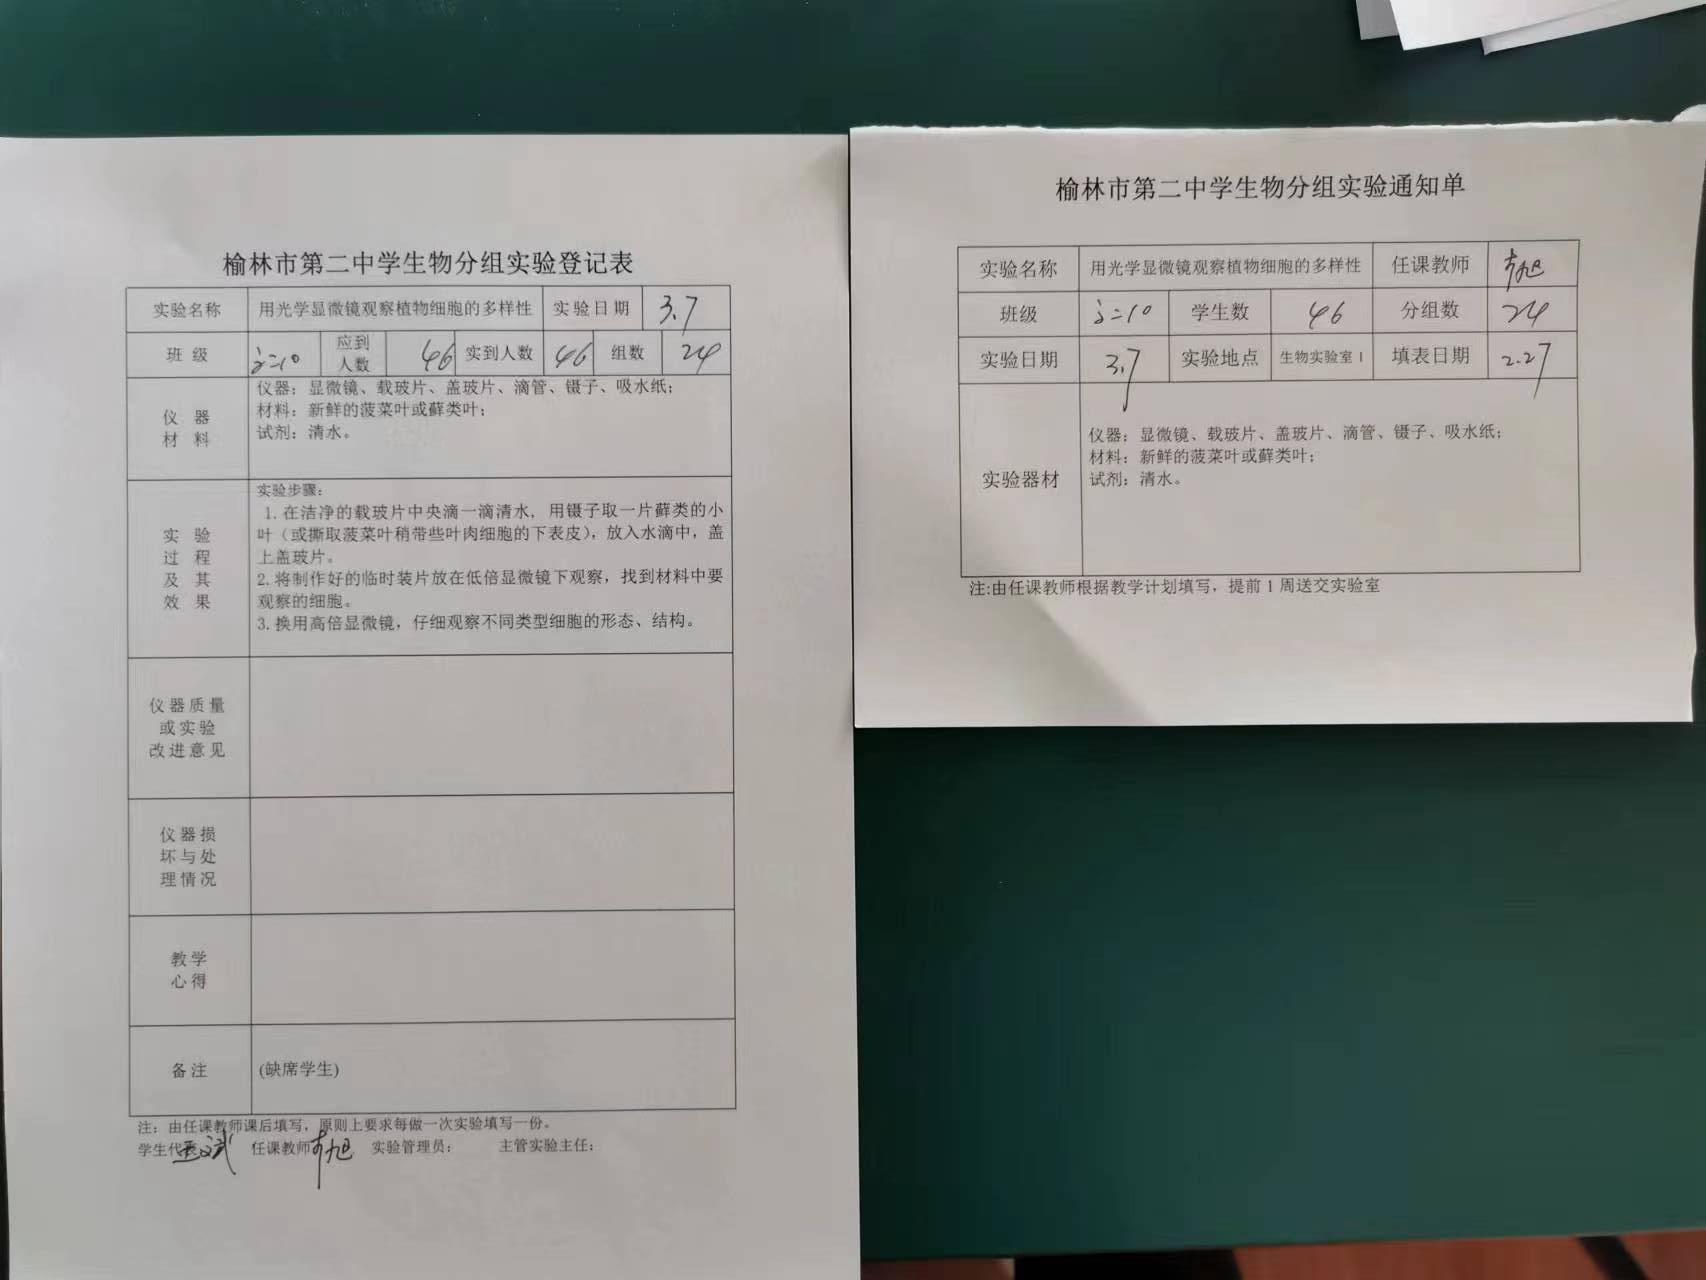 榆林市第二中学生物分组实验登记表
实验名称 用光学显微镜观察植物细胞的多样性 实验日期 3.7
班级 应到人数 46 实到人数 46 组数 24
仪器材料
仪器：显微镜、载玻片、盖玻片、滴管、镊子、吸水纸；
材料：新鲜的菠菜叶或藓类叶；
试剂：清水。
实验过程及其效果
实验步骤：
1.在洁净的载玻片中央滴一滴清水，用镊子取一片藓类的小
叶（或撕取菠菜叶稍带些叶肉细胞的下表皮），放入水滴中，盖
上盖玻片。
2.将制作好的临时装片放在低倍显微镜下观察，找到材料中要
观察的细胞。
3.换用高倍显微镜，仔细观察不同类型细胞的形态、结构。
仪器质量
或实验
改进意见
仪器损
坏与处
理情况
教学
心得
备注 (缺席学生)
注：由任课教师课后填写，原则上要求每做一次实验填写一份。
学生代表 任课教师 实验管理员： 主管实验主任：
榆林市第二中学生物分组实验通知单
实验名称 用光学显微镜观察植物细胞的多样性 任课教师
班级 学生数 46 分组数 24
实验日期 3.7 实验地点 生物实验室1 填表日期 2.27
实验器材
仪器：显微镜、载玻片、盖玻片、滴管、镊子、吸水纸；
材料：新鲜的菠菜叶或藓类叶；
试剂：清水。
注:由任课教师根据教学计划填写，提前1周送交实验室